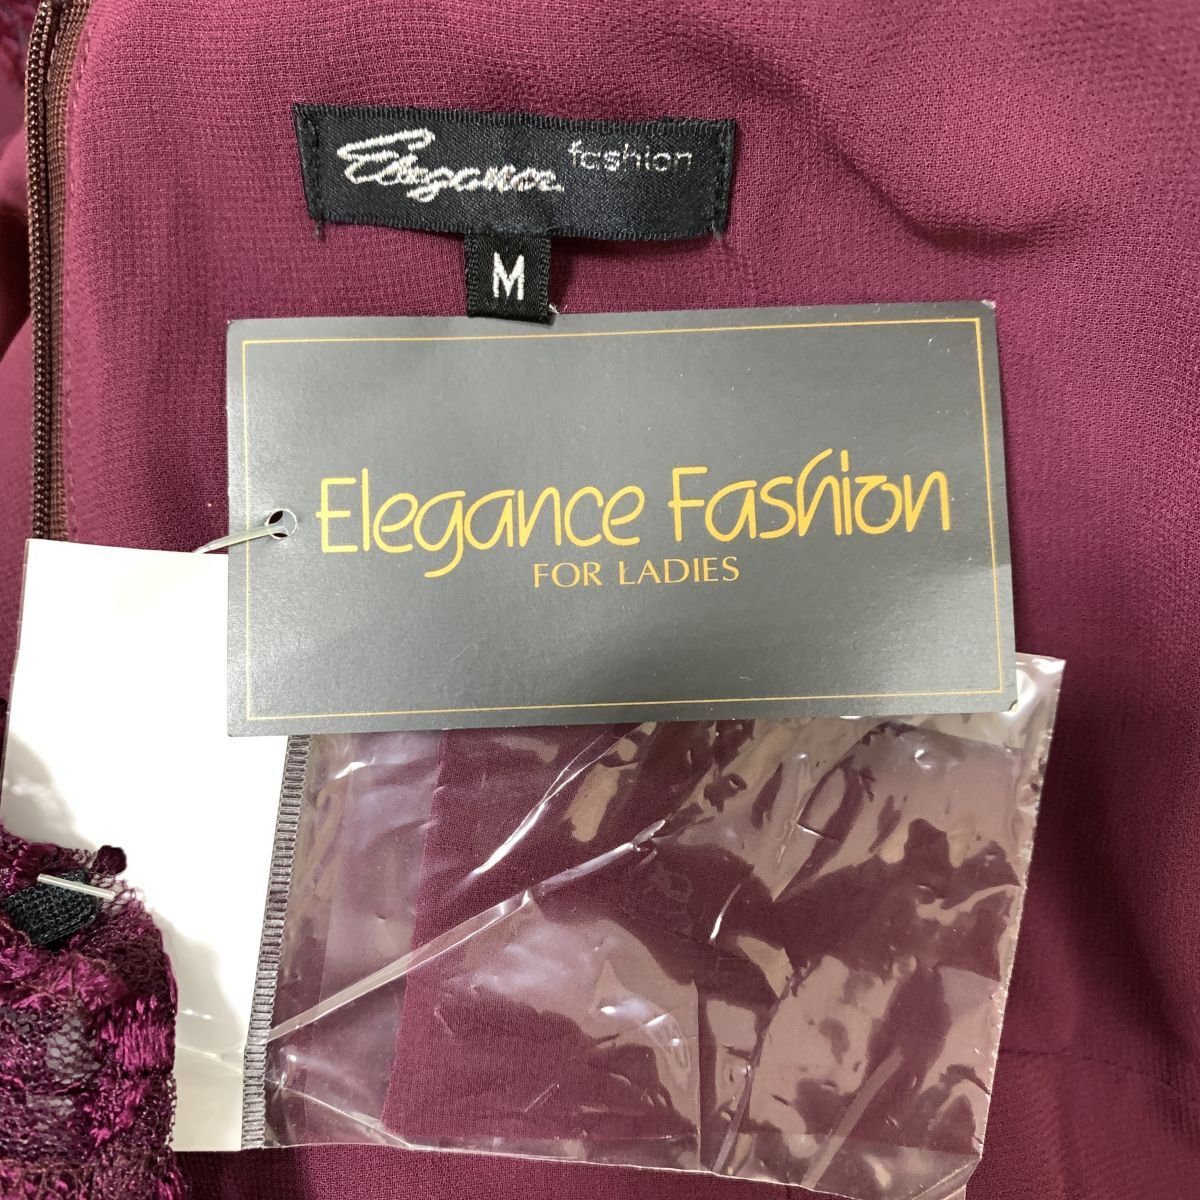 Elegance fashion
M
Elegance Fashion
FOR LADIES